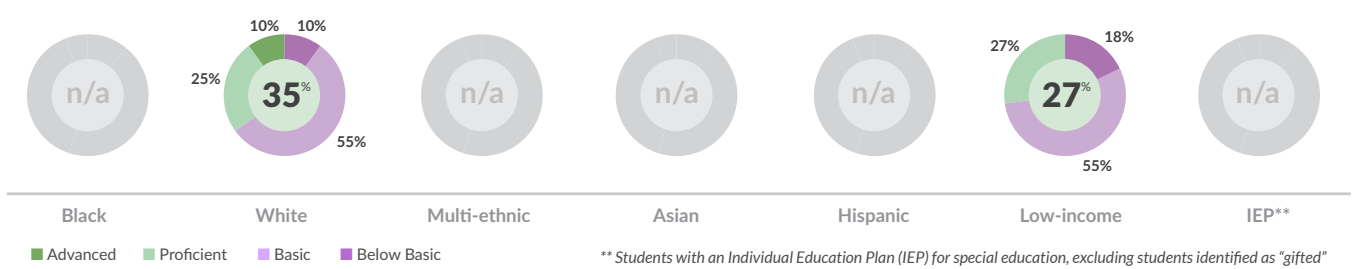 10% 10%
27% 18%
25%
n/a 35% n/a n/a n/a 27% n/a
55%
55%
Black White Multi-ethnic Asian Hispanic Low-income IEP**
Advanced Proficient Basic Below Basic
** Students with an Individual Education Plan (IEP) for special education, excluding students identified as “gifted”